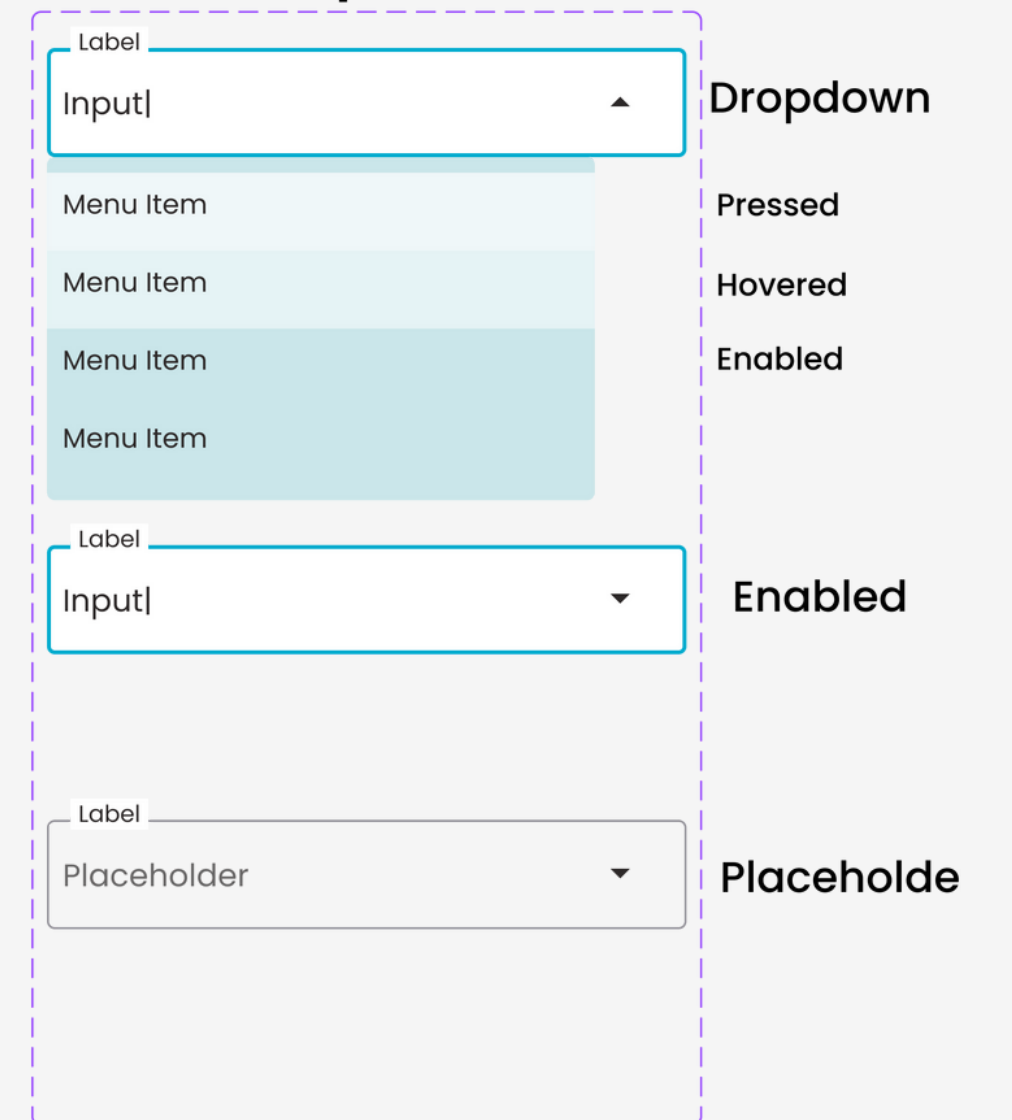 Label
Input
Dropdown
Menu Item
Pressed
Menu Item
Hovered
Menu Item
Enabled
Menu Item
Label
Input
Enabled
Label
Placeholder
Placeholde